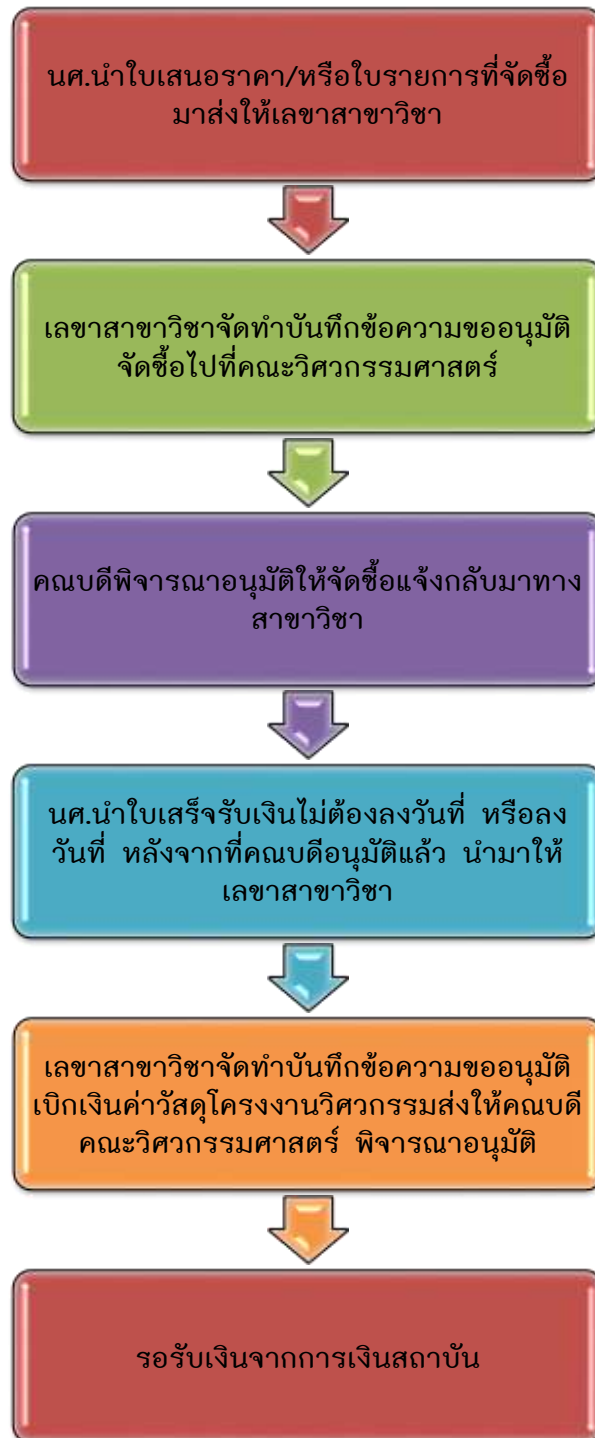 นศ.นำใบเสนอราคา/หรือใบรายการที่จัดซื้อ
มาส่งให้เลขาสาขาวิชา
เลขาสาขาวิชาจัดทำบันทึกข้อความขออนุมัติ
จัดซื้อไปที่คณะวิศวกรรมศาสตร์
คณบดีพิจารณาอนุมัติให้จัดซื้อแจ้งกลับมาทาง
สาขาวิชา
นศ.นำใบเสร็จรับเงินไม่ต้องลงวันที่ หรือลง
วันที่ หลังจากที่คณบดีอนุมัติแล้ว นำมาให้
เลขาสาขาวิชา
เลขาสาขาวิชาจัดทำบันทึกข้อความขออนุมัติ
เบิกเงินค่าวัสดุโครงงานวิศวกรรมส่งให้คณบดี
คณะวิศวกรรมศาสตร์ พิจารณาอนุมัติ
รอรับเงินจากการเงินสถาบัน